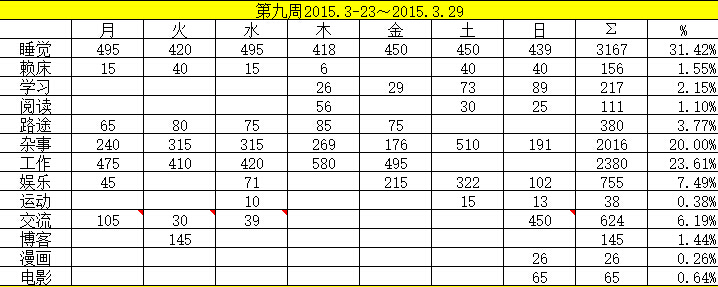 第九周2015.3-23～2015.3.29
月 火 水 木 金 土 日 Σ %
睡觉 495 420 495 418 450 450 439 3167 31.42%
赖床 15 40 15 6 40 40 156 1.55%
学习 26 29 73 89 217 2.15%
阅读 56 30 25 111 1.10%
路途 65 80 75 85 75 380 3.77%
杂事 240 315 315 269 176 510 191 2016 20.00%
工作 475 410 420 580 495 2380 23.61%
娱乐 45 71 215 322 102 755 7.49%
运动 10 15 13 38 0.38%
交流 105 30 39 450 624 6.19%
博客 145 145 1.44%
漫画 26 26 0.26%
电影 65 65 0.64%